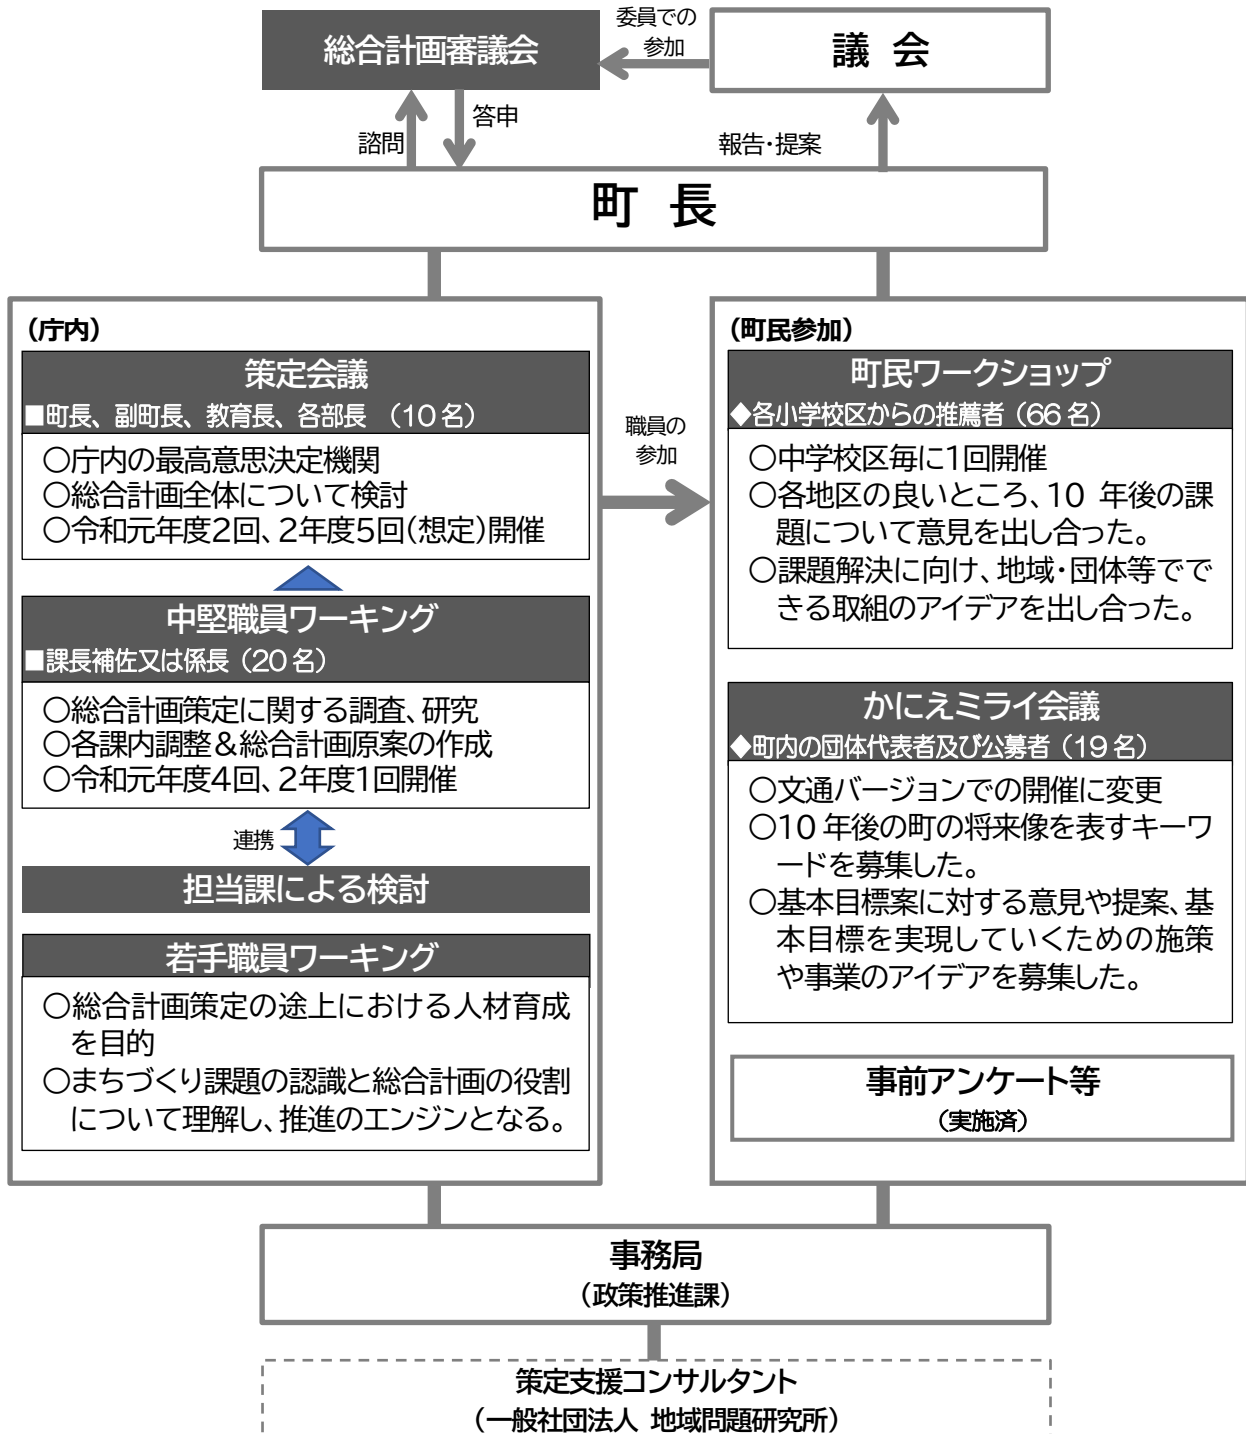 総合計画審議会
委員での
参加
議 会
諮問
答申
報告・提案
町 長
(庁内)
策定会議
■町長、副町長、教育長、各部長 (10名)
○庁内の最高意思決定機関
○総合計画全体について検討
○令和元年度2回、2年度5回(想定)開催
中堅職員ワーキング
■課長補佐又は係長(20名)
○総合計画策定に関する調査、研究
○各課内調整&総合計画原案の作成
○令和元年度4回、2年度1回開催
連携
担当課による検討
若手職員ワーキング
○総合計画策定の途上における人材育成
を目的
○まちづくり課題の認識と総合計画の役割
について理解し、推進のエンジンとなる。
職員の
参加
(町民参加)
町民ワークショップ
◆各小学校区からの推薦者(66名)
○中学校区毎に1回開催
○各地区の良いところ、10 年後の課
題について意見を出し合った。
○課題解決に向け、地域・団体等でで
きる取組のアイデアを出し合った。
かにえミライ会議
◆町内の団体代表者及び公募者(19名)
○文通バージョンでの開催に変更
○10 年後の町の将来像を表すキーワ
ードを募集した。
○基本目標案に対する意見や提案、基
本目標を実現していくための施策
や事業のアイデアを募集した。
事前アンケート等
(実施済)
事務局
(政策推進課)
策定支援コンサルタント
(一般社団法人 地域問題研究所)